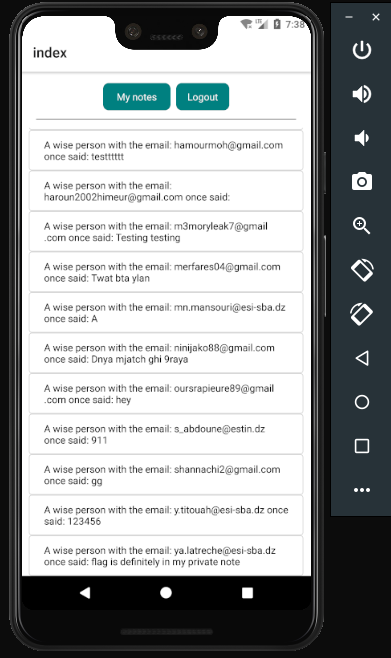 7:38
index
My notes
Logout
A wise person with the email: hamourmoh@gmail.com
once said: testttttt
A wise person with the email:
haroun2002himeur@gmail.com once said:
A wise person with the email: m3moryleak7@gmail
.com once said: Testing testing
A wise person with the email: merfares04@gmail.com
once said: Twat bta ylan
A wise person with the email: mn.mansouri@esi-sba.dz
once said: A
A wise person with the email: ninijako88@gmail.com
once said: Dnya mjatch ghi 9raya
A wise person with the email: oursrapieure89@gmail
.com once said: hey
A wise person with the email: s_abdoune@estin.dz
once said: 911
A wise person with the email: shannachi2@gmail.com
once said: gg
A wise person with the email: y.titouah@esi-sba.dz once
said: 123456
A wise person with the email: ya.latreche@esi-sba.dz
once said: flag is definitely in my private note